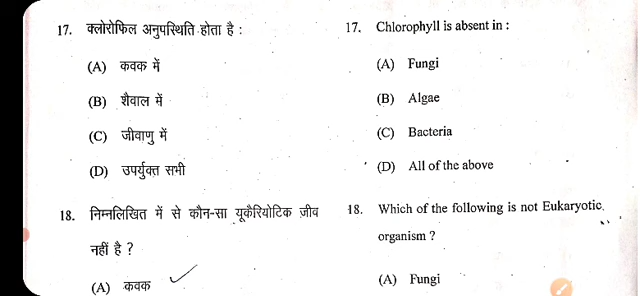 17. क्लोरोफिल अनुपस्थिति होता है :
(A) कवक में
(B) शैवाल में
(C) जीवाणु में
(D) उपर्युक्त सभी
18. निम्नलिखित में से कौन-सा यूकैरियोटिक जीव
नहीं है ?
(A) कवक
17. Chlorophyll is absent in :
(A) Fungi
(B) Algae
(C) Bacteria
(D) All of the above
18. Which of the following is not Eukaryotic
organism ?
(A) Fungi